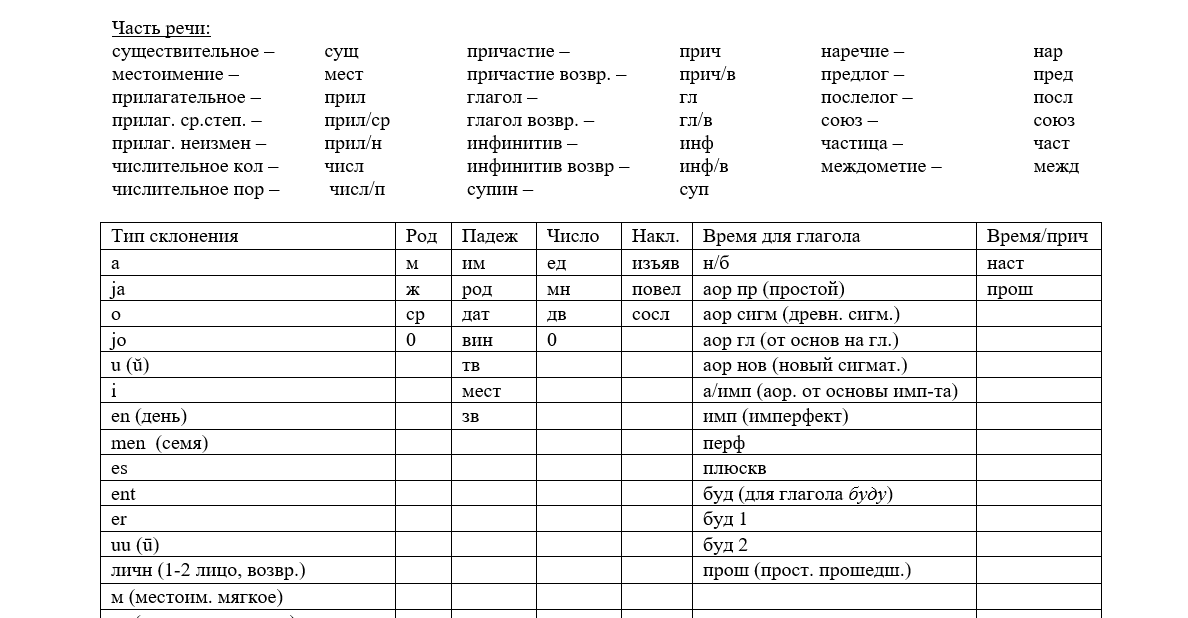 Часть речи:
существительное – сущ причастие – прич наречие – нар
местоимение – мест причастие возвр. – прич/в предлог – пред
прилагательное – прил глагол – гл послелог – посл
прилаг. ср.степ. – прил/ср глагол возвр. – гл/в союз – союз
прилаг. неизмен – прил/н инфинитив – инф частица – част
числительное кол – числ инфинитив возвр – инф/в междометие – межд
числительное пор – числ/п супин – суп
Тип склонения Род Падеж Число Накл. Время для глагола Время/прич
a м им ед изъяв н/б наст
ja ж род мн повел аор пр (простой) прош
o ср дат дв сосл аор сигм (древн. сигм.)
jo 0 вин 0 аор гл (от основ на гл.)
u (ŭ) тв аор нов (новый сигмат.)
i мест а/имп (аор. от основы имп-та)
en (день) зв имп (имперфект)
men (семя) перф
es плюскв
ent буд (для глагола буду)
er буд 1
uu (ū) буд 2
личн (1-2 лицо, возвр.) прош (прост. прошедш.)
м (местоим. мягкое)